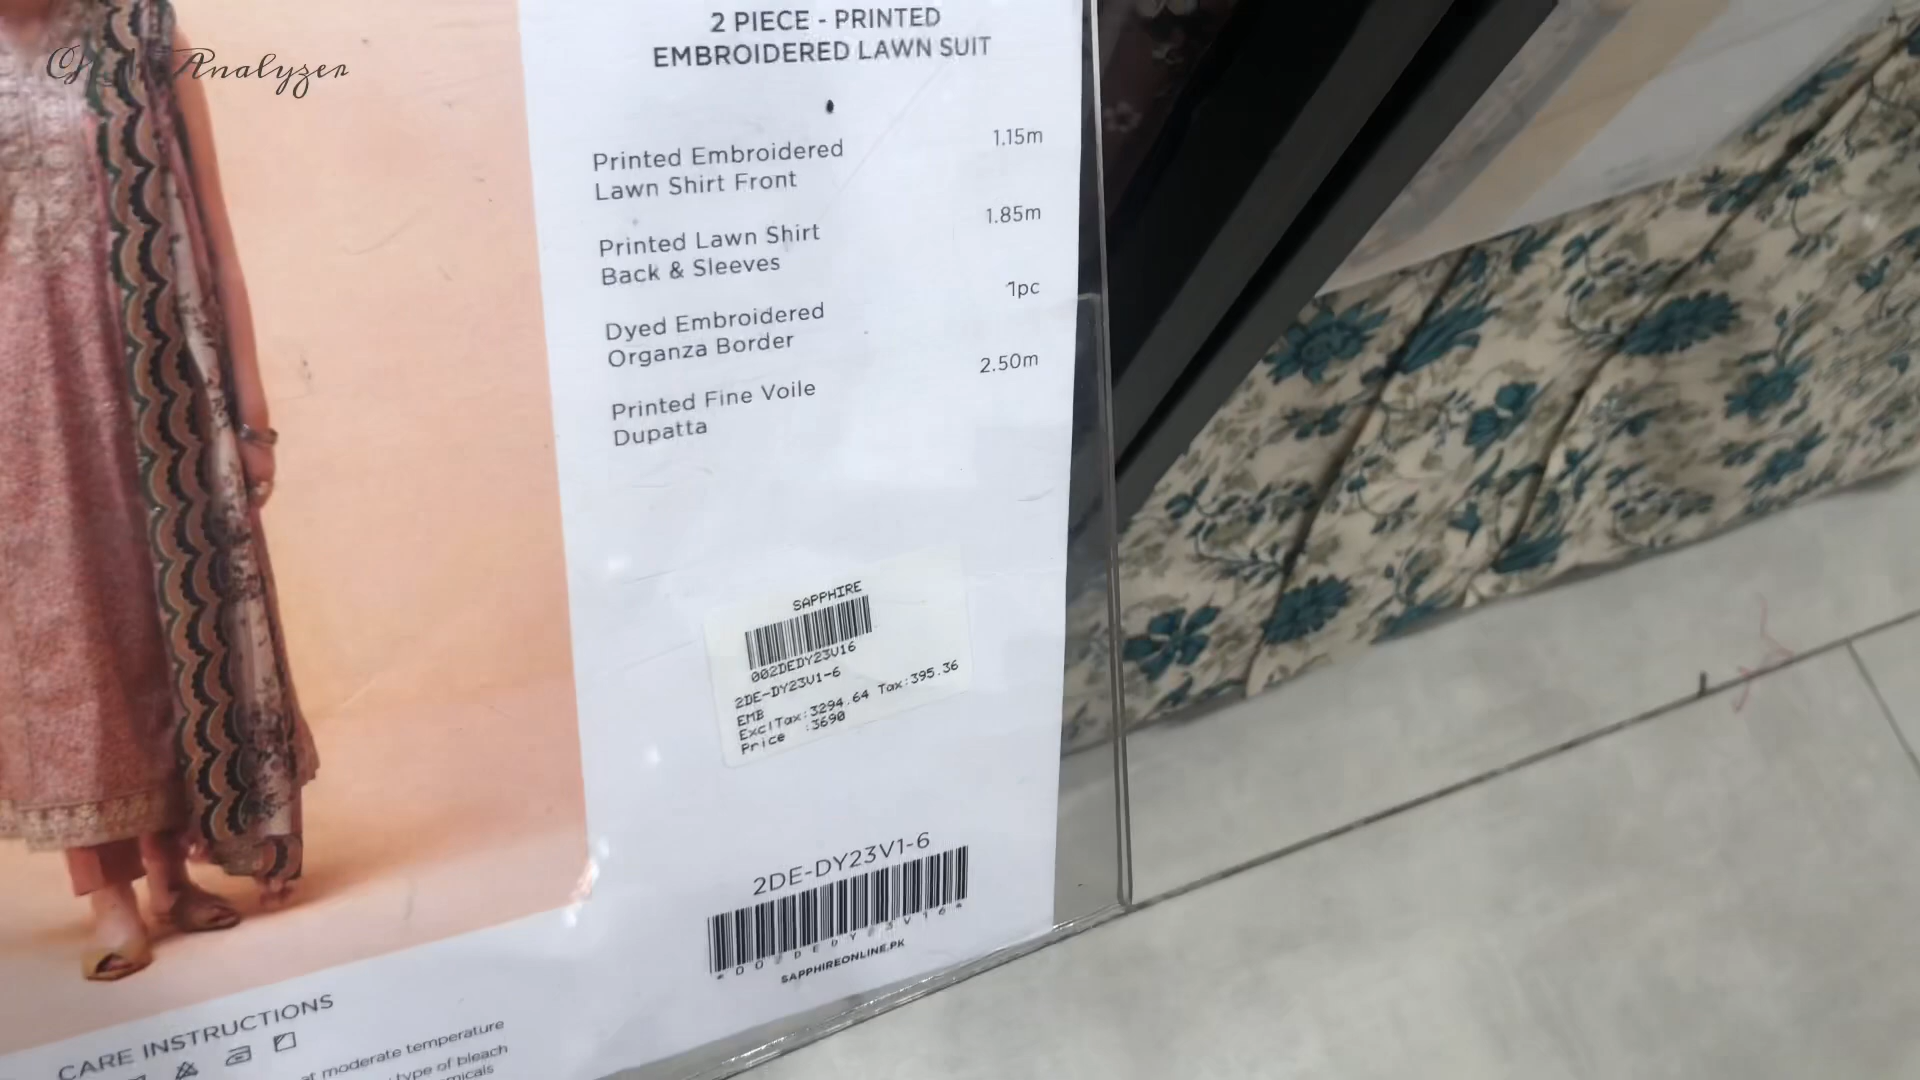 Analyzer
2 PIECE - PRINTED
EMBROIDERED LAWN SUIT
Printed Embroidered
Lawn Shirt Front
1.15m
Printed Lawn Shirt
Back & Sleeves
1.85m
Dyed Embroidered
Organza Border
1pc
Printed Fine Voile
Dupatta
2.50m
SAPPHIRE
002DEDY23V16
2DE-DY23V1-6
EMB
ExclTax:3294.64 Tax:395.36
Price :3690
2DE-DY23V1-6
SAPPHIREONLINE.PK
CARE INSTRUCTIONS
at moderate temperature
type of bleach